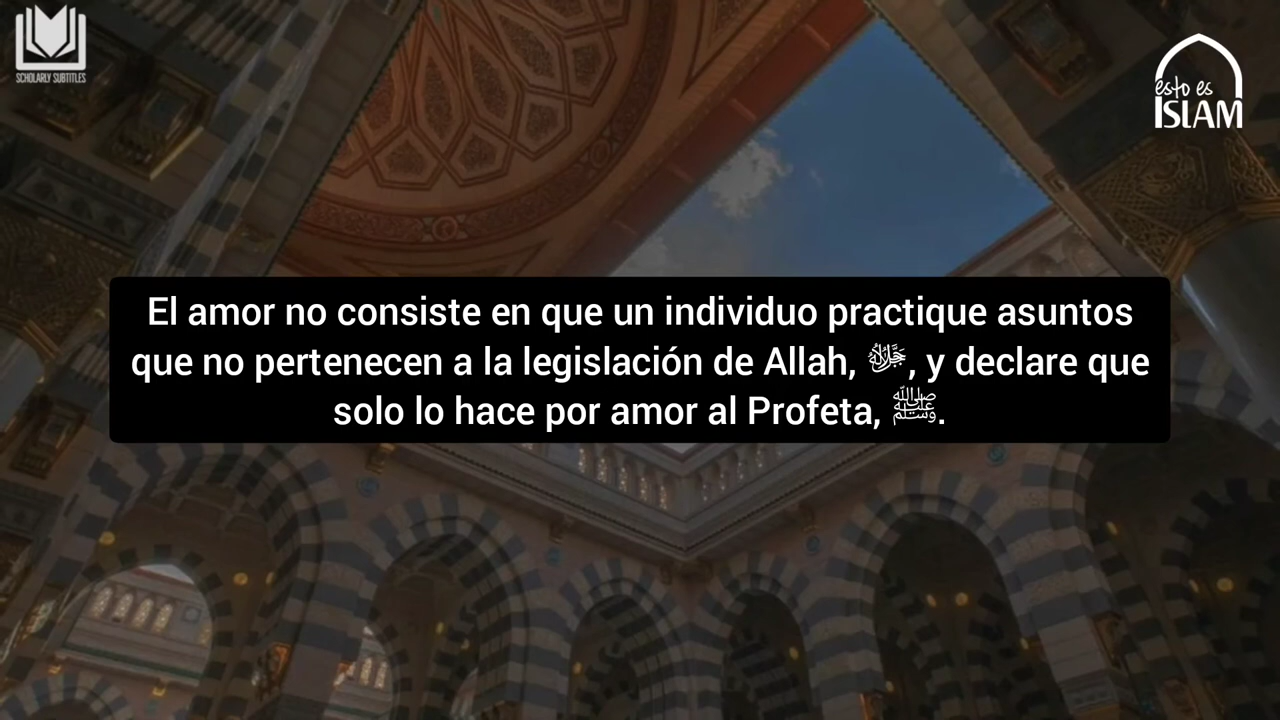 SCHOLARLY SUBTITLES
esto es
ISLAM
El amor no consiste en que un individuo practique asuntos
que no pertenecen a la legislación de Allah, ﷻ, y declare que
solo lo hace por amor al Profeta, ﷺ.